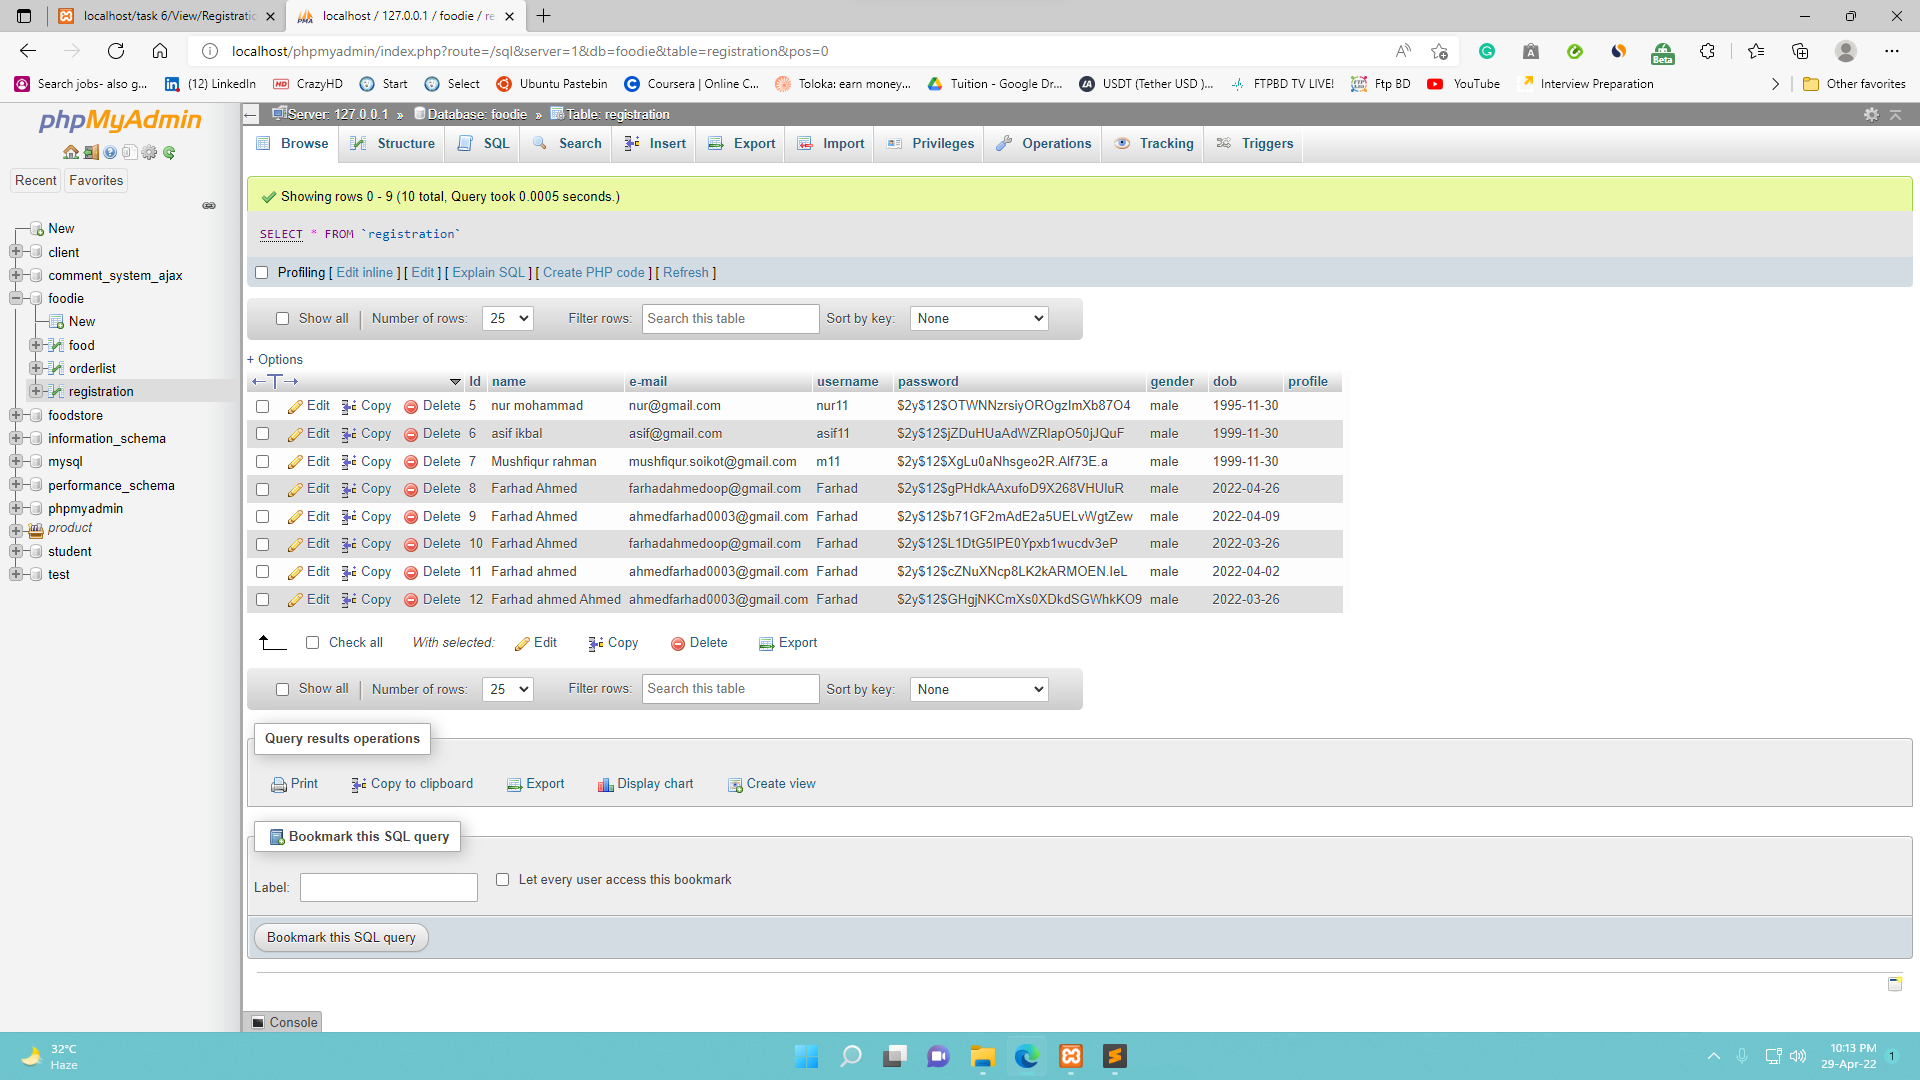 localhost/task 6/View/Registratio
localhost / 127.0.0.1 / foodie / re
localhost/phpmyadmin/index.php?route=/sql&server=1&db=foodie&table=registration&pos=0
Beta
Search jobs- also g... (12) LinkedIn CrazyHD Start Select Ubuntu Pastebin Coursera | Online C... Toloka: earn money... Tuition - Google Dr... USDT (Tether USD )... FTPBD TV LIVE! Ftp BD YouTube Interview Preparation Other favorites
phpMyAdmin
Recent Favorites
New
client
comment_system_ajax
foodie
New
food
orderlist
registration
foodstore
information_schema
mysql
performance_schema
phpmyadmin
product
student
test
Server: 127.0.0.1 » Database: foodie » Table: registration
Browse Structure SQL Search Insert Export Import Privileges Operations Tracking Triggers
Showing rows 0 - 9 (10 total, Query took 0.0005 seconds.)
SELECT * FROM `registration`
Profiling [ Edit inline ] [ Edit ] [ Explain SQL ] [ Create PHP code ] [ Refresh ]
Show all Number of rows: 25 Filter rows: Search this table Sort by key: None
+ Options
Id name e-mail username password gender dob profile
Edit Copy Delete 5 nur mohammad nur@gmail.com nur11 $2y$12$OTWNNzrsiyOROgzImXb87O4 male 1995-11-30
Edit Copy Delete 6 asif ikbal asif@gmail.com asif11 $2y$12$jZDuHUaAdWZRlapO50jJQuF male 1999-11-30
Edit Copy Delete 7 Mushfiqur rahman mushfiqur.soikot@gmail.com m11 $2y$12$XgLu0aNhsgeo2R.Alf73E.a male 1999-11-30
Edit Copy Delete 8 Farhad Ahmed farhadahmedoop@gmail.com Farhad $2y$12$gPHdkAAxufoD9X268VHUluR male 2022-04-26
Edit Copy Delete 9 Farhad Ahmed ahmedfarhad0003@gmail.com Farhad $2y$12$b71GF2mAdE2a5UELvWgtZew male 2022-04-09
Edit Copy Delete 10 Farhad Ahmed farhadahmedoop@gmail.com Farhad $2y$12$L1DtG5IPE0Ypxb1wucdv3eP male 2022-03-26
Edit Copy Delete 11 Farhad ahmed ahmedfarhad0003@gmail.com Farhad $2y$12$cZNuXNcp8LK2kARMOEN.IeL male 2022-04-02
Edit Copy Delete 12 Farhad ahmed Ahmed ahmedfarhad0003@gmail.com Farhad $2y$12$GHgjNKCmXs0XDkdSGWhkKO9 male 2022-03-26
Check all With selected: Edit Copy Delete Export
Show all Number of rows: 25 Filter rows: Search this table Sort by key: None
Query results operations
Print Copy to clipboard Export Display chart Create view
Bookmark this SQL query
Label: Let every user access this bookmark
Bookmark this SQL query
Console
32°C
Haze
10:13 PM
29-Apr-22
1